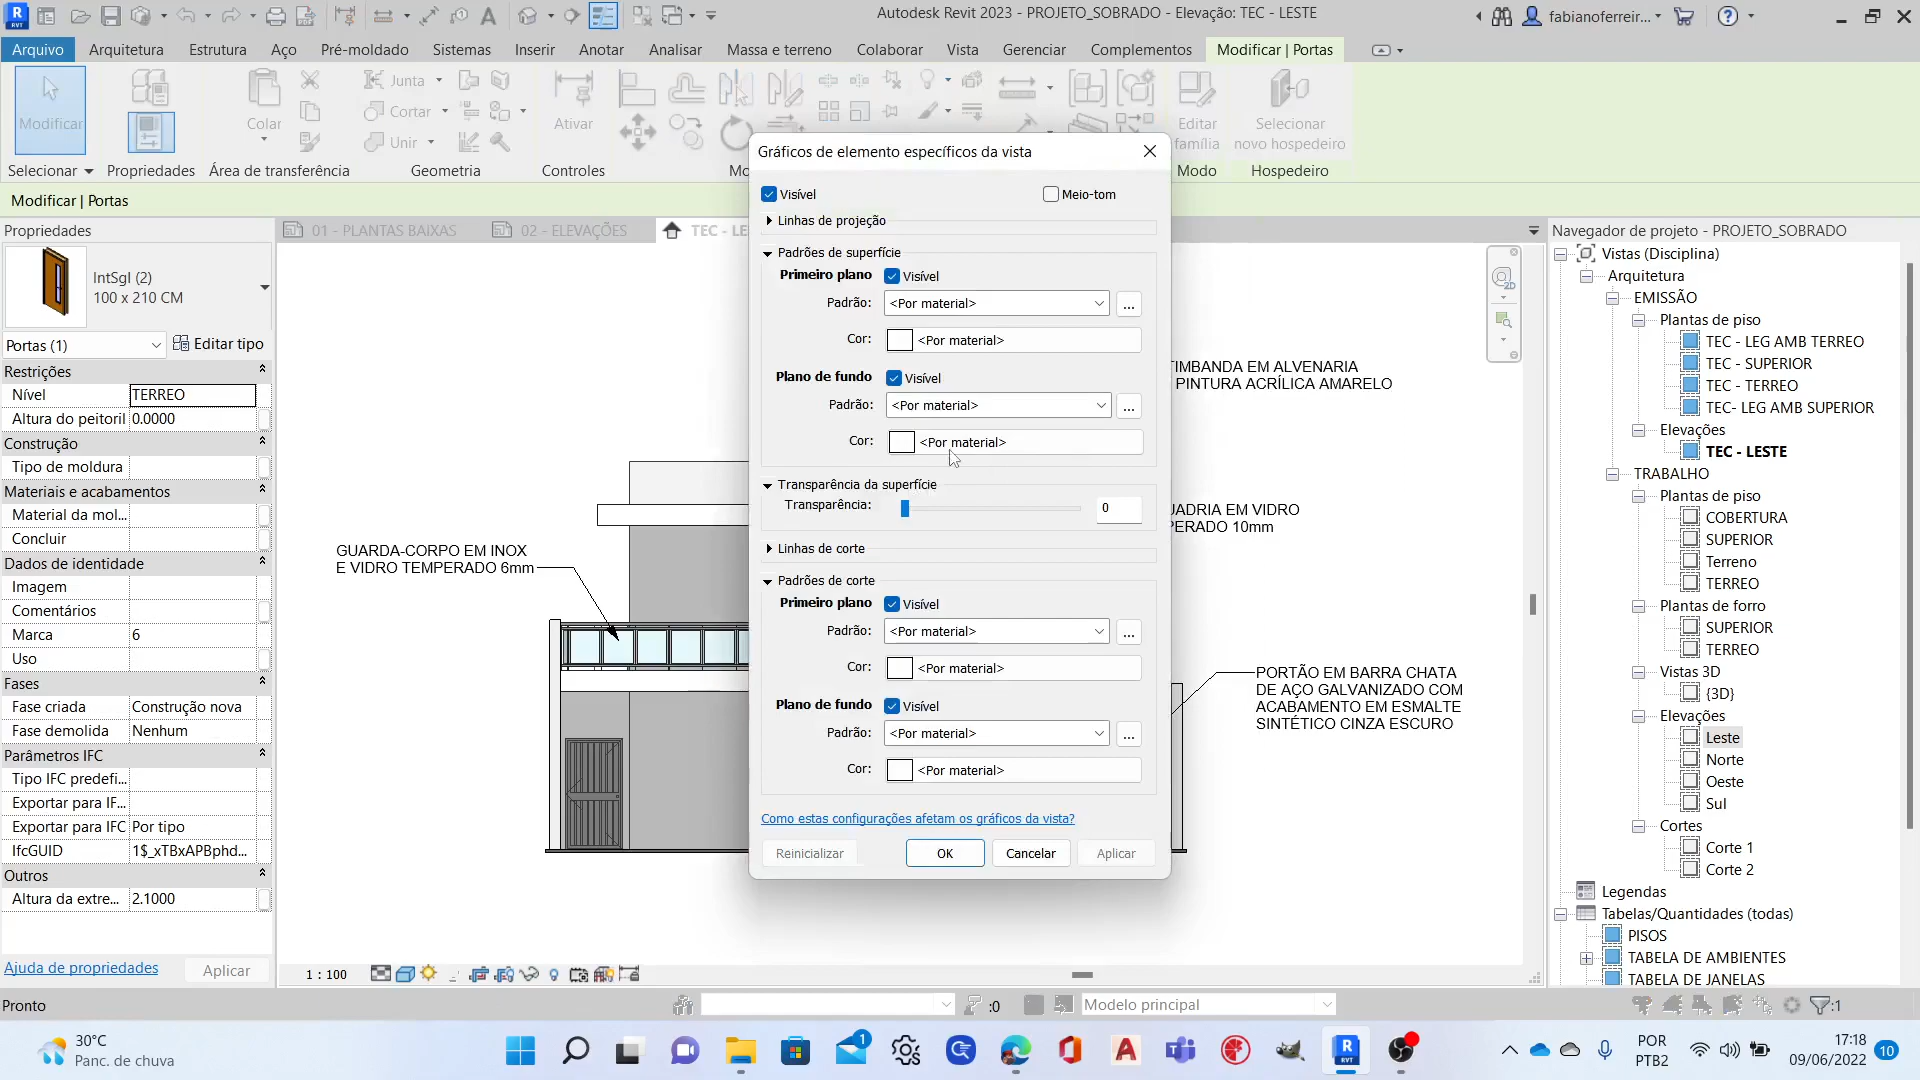 Autodesk Revit 2023 - PROJETO_SOBRADO - Elevação: TEC - LESTE
fabianoferreir...
Arquivo Arquitetura Estrutura Aço Pré-moldado Sistemas Inserir Anotar Analisar Massa e terreno Colaborar Vista Gerenciar Complementos Modificar | Portas
Modificar
Colar
Junta
Cortar
Unir
Ativar
Editar
família
Selecionar
novo hospedeiro
Selecionar Propriedades Área de transferência Geometria Controles Modo Hospedeiro
Modificar | Portas
Propriedades
IntSgl (2)
100 x 210 CM
Portas (1)
Editar tipo
Restrições
Nível TERREO
Altura do peitoril 0.0000
Construção
Tipo de moldura
Materiais e acabamentos
Material da mol...
Concluir
Dados de identidade
Imagem
Comentários
Marca 6
Uso
Fases
Fase criada Construção nova
Fase demolida Nenhum
Parâmetros IFC
Tipo IFC predefi...
Exportar para IF...
Exportar para IFC Por tipo
IfcGUID 1$_xTBxAPBphd...
Outros
Altura da extre... 2.1000
Ajuda de propriedades
Aplicar
01 - PLANTAS BAIXAS
02 - ELEVAÇÕES
TEC - LE
GUARDA-CORPO EM INOX
E VIDRO TEMPERADO 6mm
TIMBANDA EM ALVENARIA
PINTURA ACRÍLICA AMARELO
UADRIA EM VIDRO
PERADO 10mm
PORTÃO EM BARRA CHATA
DE AÇO GALVANIZADO COM
ACABAMENTO EM ESMALTE
SINTÉTICO CINZA ESCURO
Gráficos de elemento específicos da vista
Visível
Meio-tom
Linhas de projeção
Padrões de superfície
Primeiro plano Visível
Padrão: <Por material> ...
Cor: <Por material>
Plano de fundo Visível
Padrão: <Por material> ...
Cor: <Por material>
Transparência da superfície
Transparência: 0
Linhas de corte
Padrões de corte
Primeiro plano Visível
Padrão: <Por material> ...
Cor: <Por material>
Plano de fundo Visível
Padrão: <Por material> ...
Cor: <Por material>
Como estas configurações afetam os gráficos da vista?
Reinicializar OK Cancelar Aplicar
Navegador de projeto - PROJETO_SOBRADO
Vistas (Disciplina)
Arquitetura
EMISSÃO
Plantas de piso
TEC - LEG AMB TERREO
TEC - SUPERIOR
TEC - TERREO
TEC- LEG AMB SUPERIOR
Elevações
TEC - LESTE
TRABALHO
Plantas de piso
COBERTURA
SUPERIOR
Terreno
TERREO
Plantas de forro
SUPERIOR
TERREO
Vistas 3D
{3D}
Elevações
Leste
Norte
Oeste
Sul
Cortes
Corte 1
Corte 2
Legendas
Tabelas/Quantidades (todas)
PISOS
TABELA DE AMBIENTES
TABELA DE JANELAS
1 : 100
Pronto
:0
Modelo principal
:1
30°C
Panc. de chuva
1
POR
PTB2
17:18
09/06/2022
10